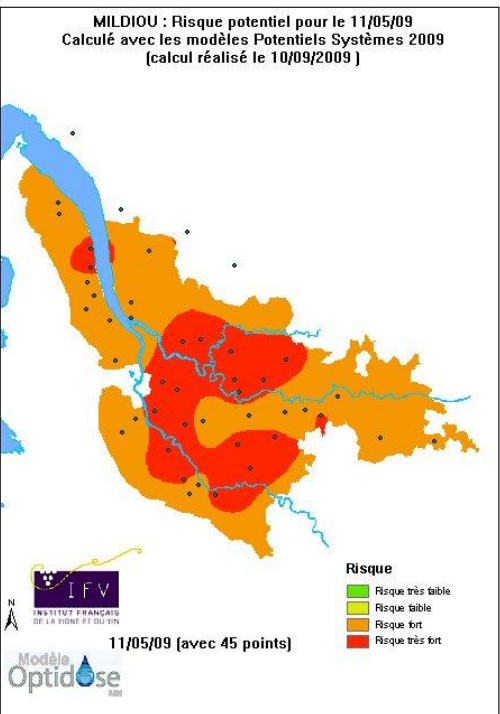 MILDIOU : Risque potentiel pour le 11/05/09
Calculé avec les modèles Potentiels Systèmes 2009
(calcul réalisé le 10/09/2009 )
Risque
Risque très faible
Risque faible
Risque fort
Risque très fort
IFV
INSTITUT FRANÇAIS
DE LA VIGNE ET DU VIN
N
11/05/09 (avec 45 points)
Modèle
Optidose